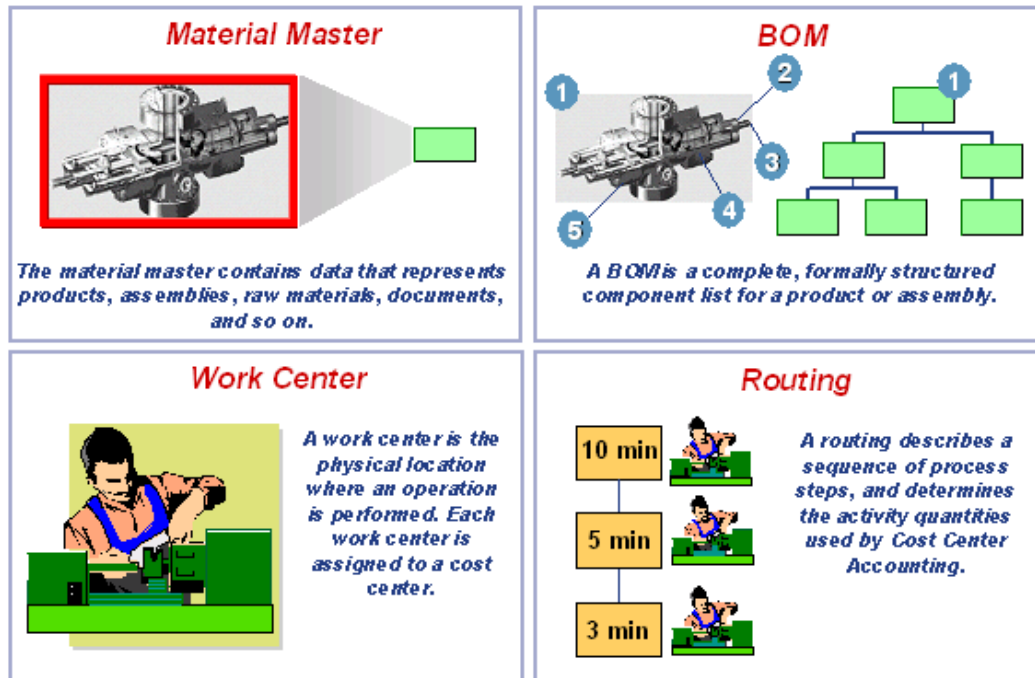 Material Master
The material master contains data that represents
products, assemblies, raw materials, documents,
and so on.
BOM
1
2
3
4
5
1
A BOM is a complete, formally structured
component list for a product or assembly.
Work Center
A work center is the
physical location
where an operation
is performed. Each
work center is
assigned to a cost
center.
Routing
10 min
5 min
3 min
A routing describes a
sequence of process
steps, and determines
the activity quantities
used by Cost Center
Accounting.